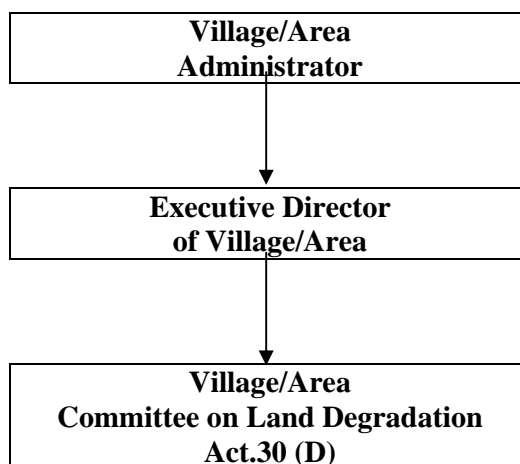 Village/Area
Administrator
Executive Director
of Village/Area
Village/Area
Committee on Land Degradation
Act.30 (D)